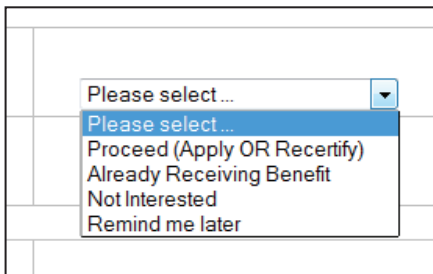 Please select ...
Please select ...
Proceed (Apply OR Recertify)
Already Receiving Benefit
Not Interested
Remind me later